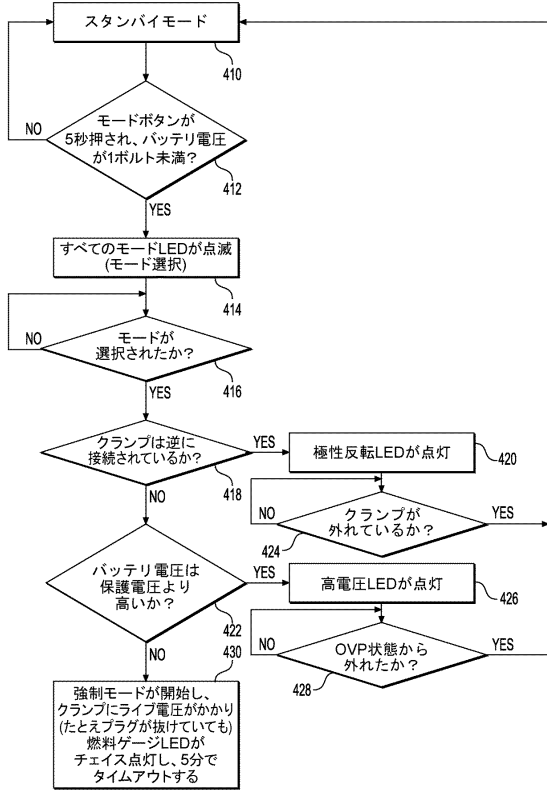 スタンバイモード
410
モードボタンが
5秒押され、バッテリ電圧
が1ボルト未満？
NO
412
YES
すべてのモードLEDが点滅
(モード選択)
414
NO
モードが
選択されたか？
416
YES
クランプは逆に
接続されているか？
418
YES
極性反転LEDが点灯
420
NO
NO
クランプが
外れているか？
YES
424
バッテリ電圧は
保護電圧より
高いか？
422
YES
高電圧LEDが点灯
426
NO
NO
OVP状態から
外れたか？
YES
428
430
強制モードが開始し、
クランプにライブ電圧がかかり
(たとえプラグが抜けていても)
燃料ゲージLEDが
チェイス点灯し、5分で
タイムアウトする